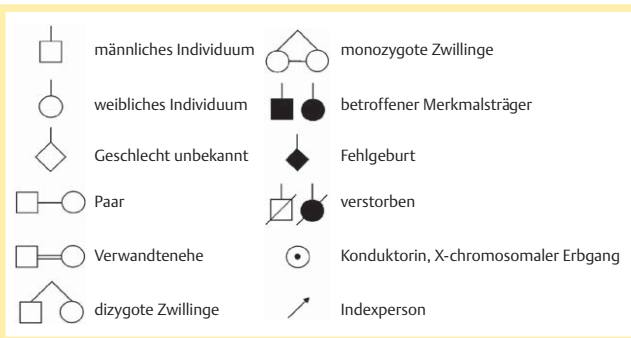 männliches Individuum
monozygote Zwillinge
weibliches Individuum
betroffener Merkmalsträger
Geschlecht unbekannt
Fehlgeburt
Paar
verstorben
Verwandtenehe
Konduktorin, X-chromosomaler Erbgang
dizygote Zwillinge
Indexperson